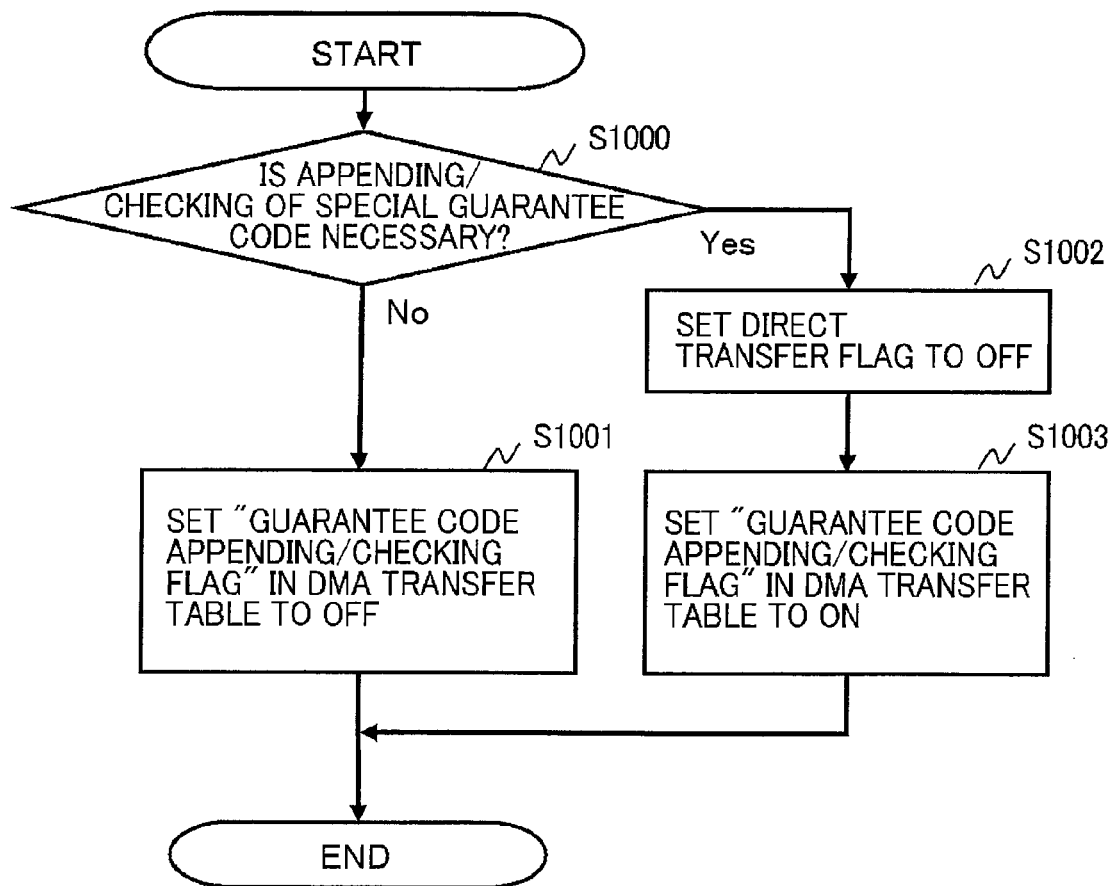 START
S1000
IS APPENDING/
CHECKING OF SPECIAL GUARANTEE
CODE NECESSARY?
Yes
No
S1002
SET DIRECT
TRANSFER FLAG TO OFF
S1001
SET "GUARANTEE CODE
APPENDING/CHECKING
FLAG" IN DMA TRANSFER
TABLE TO OFF
S1003
SET "GUARANTEE CODE
APPENDING/CHECKING
FLAG" IN DMA TRANSFER
TABLE TO ON
END